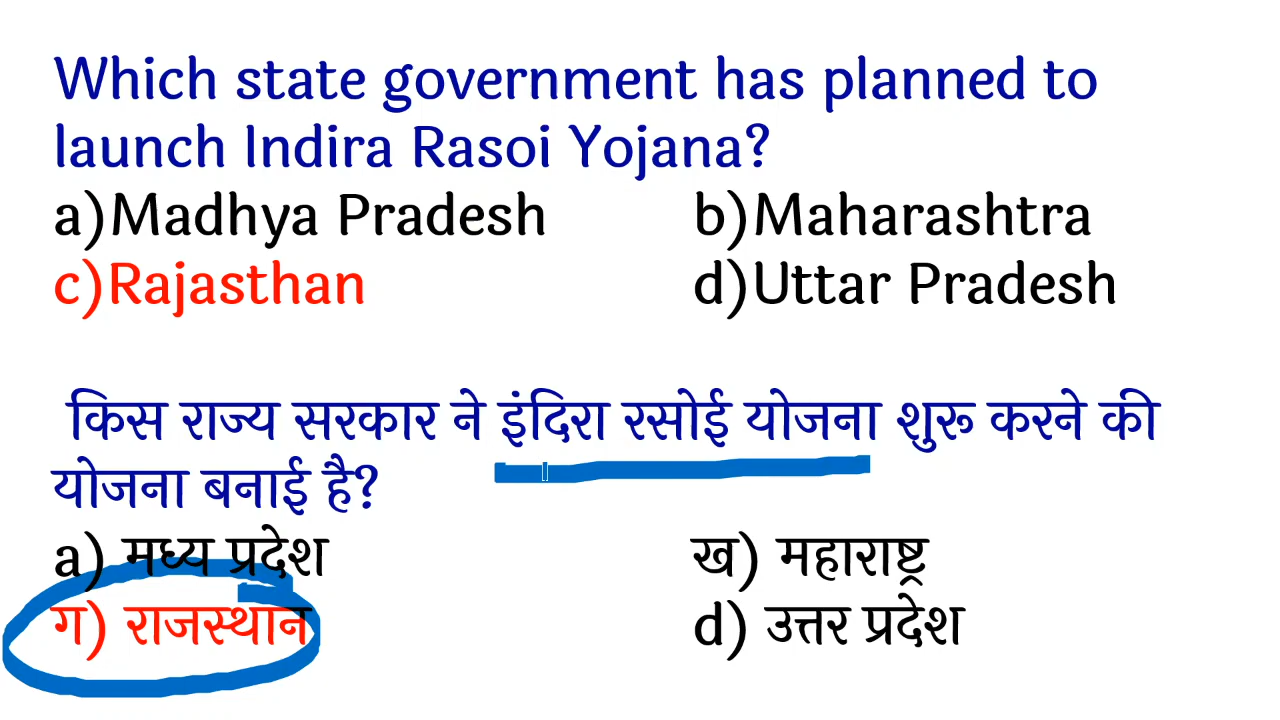 Which state government has planned to
launch Indira Rasoi Yojana?
a)Madhya Pradesh b)Maharashtra
c)Rajasthan d)Uttar Pradesh
किस राज्य सरकार ने इंदिरा रसोई योजना शुरू करने की
योजना बनाई है?
a) मध्य प्रदेश ख) महाराष्ट्र
ग) राजस्थान d) उत्तर प्रदेश